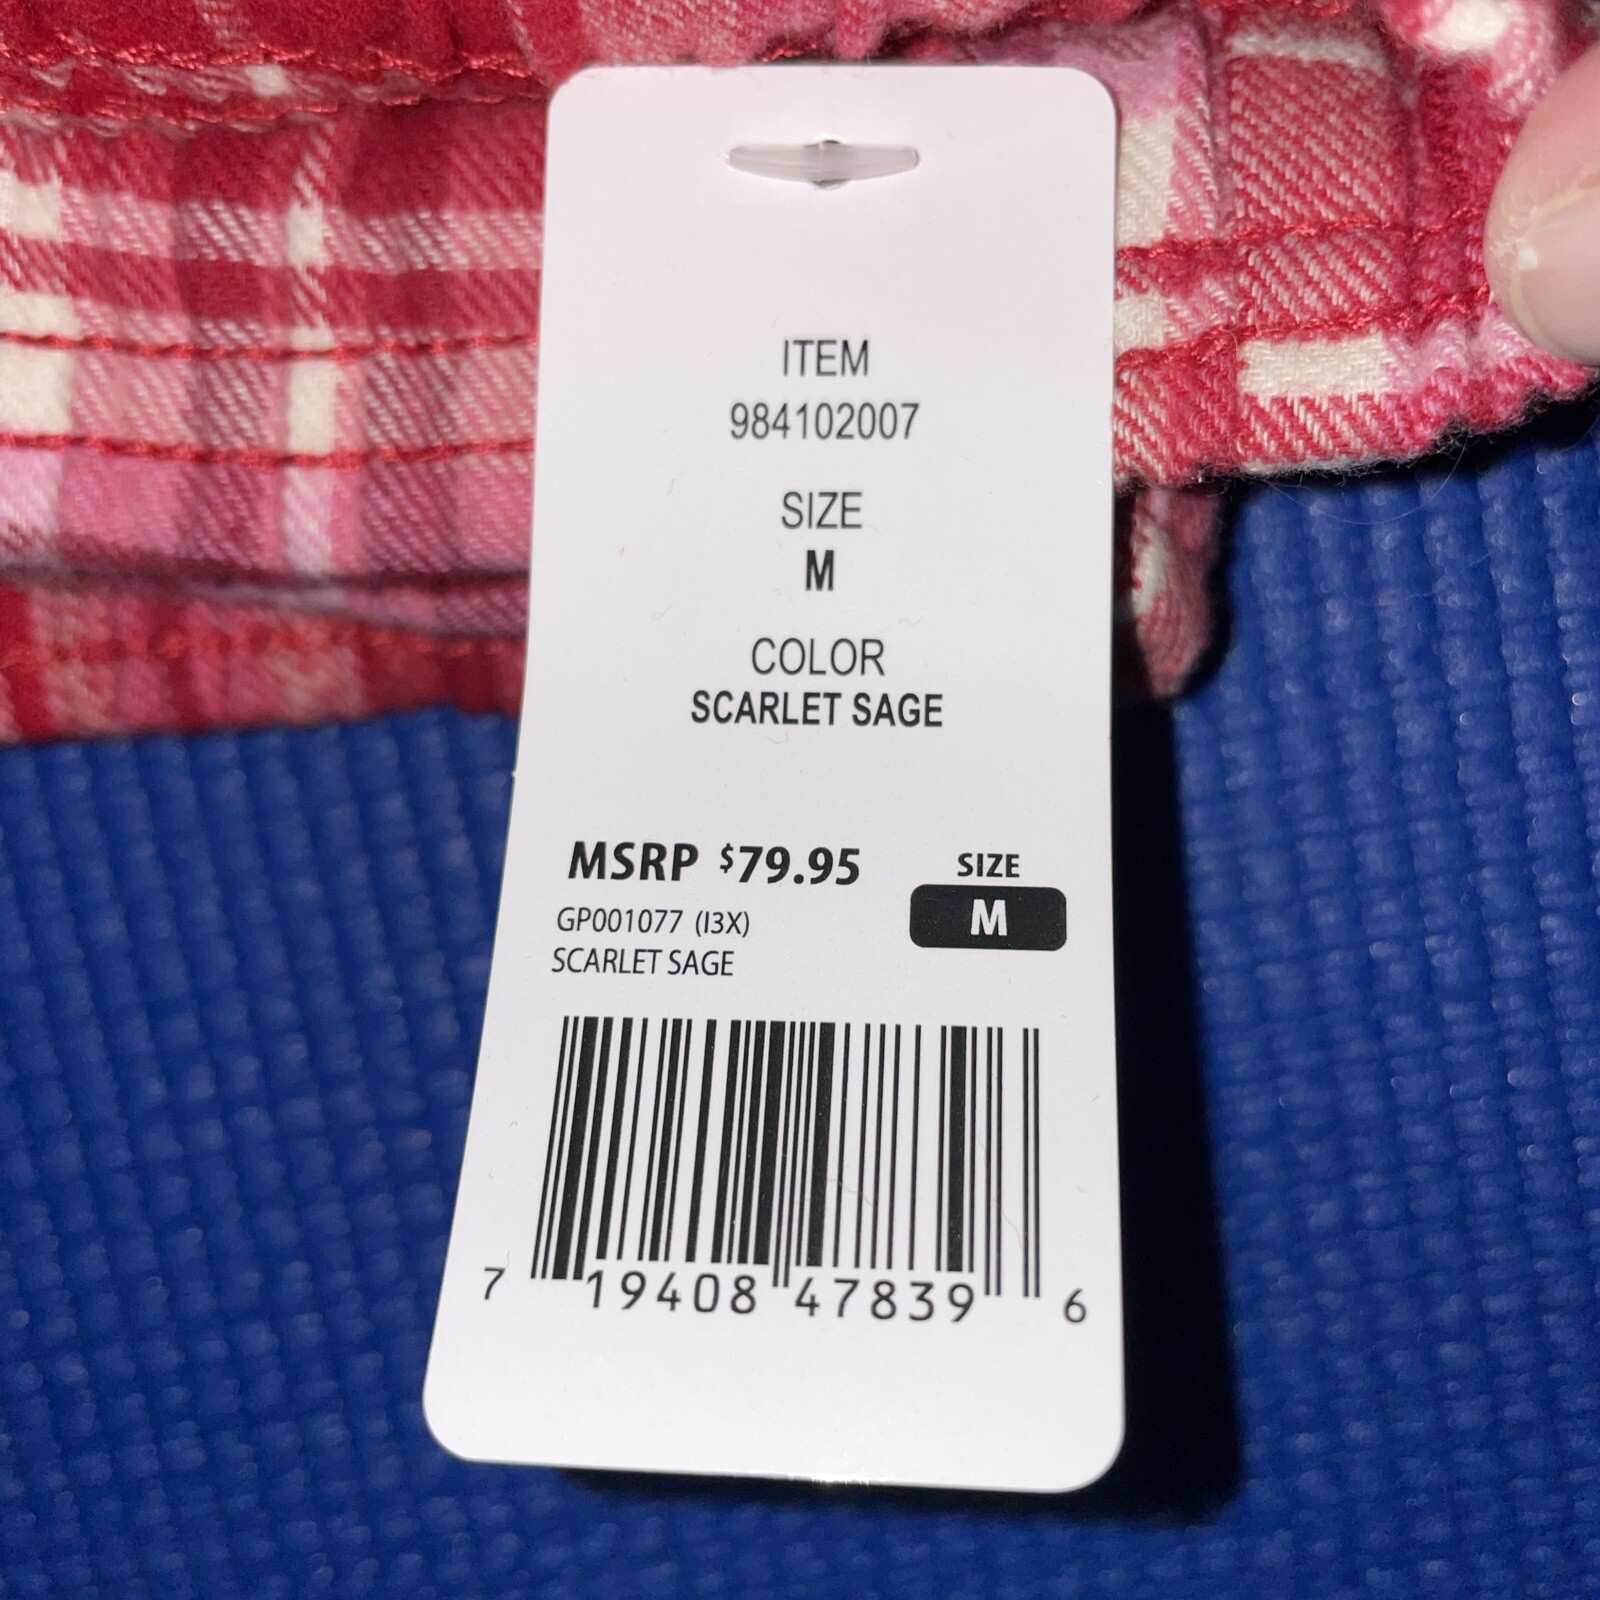 ITEM
984102007
SIZE
M
COLOR
SCARLET SAGE
MSRP $79.95
GP001077 (I3X)
SCARLET SAGE
SIZE
M
7 19408 47839 6